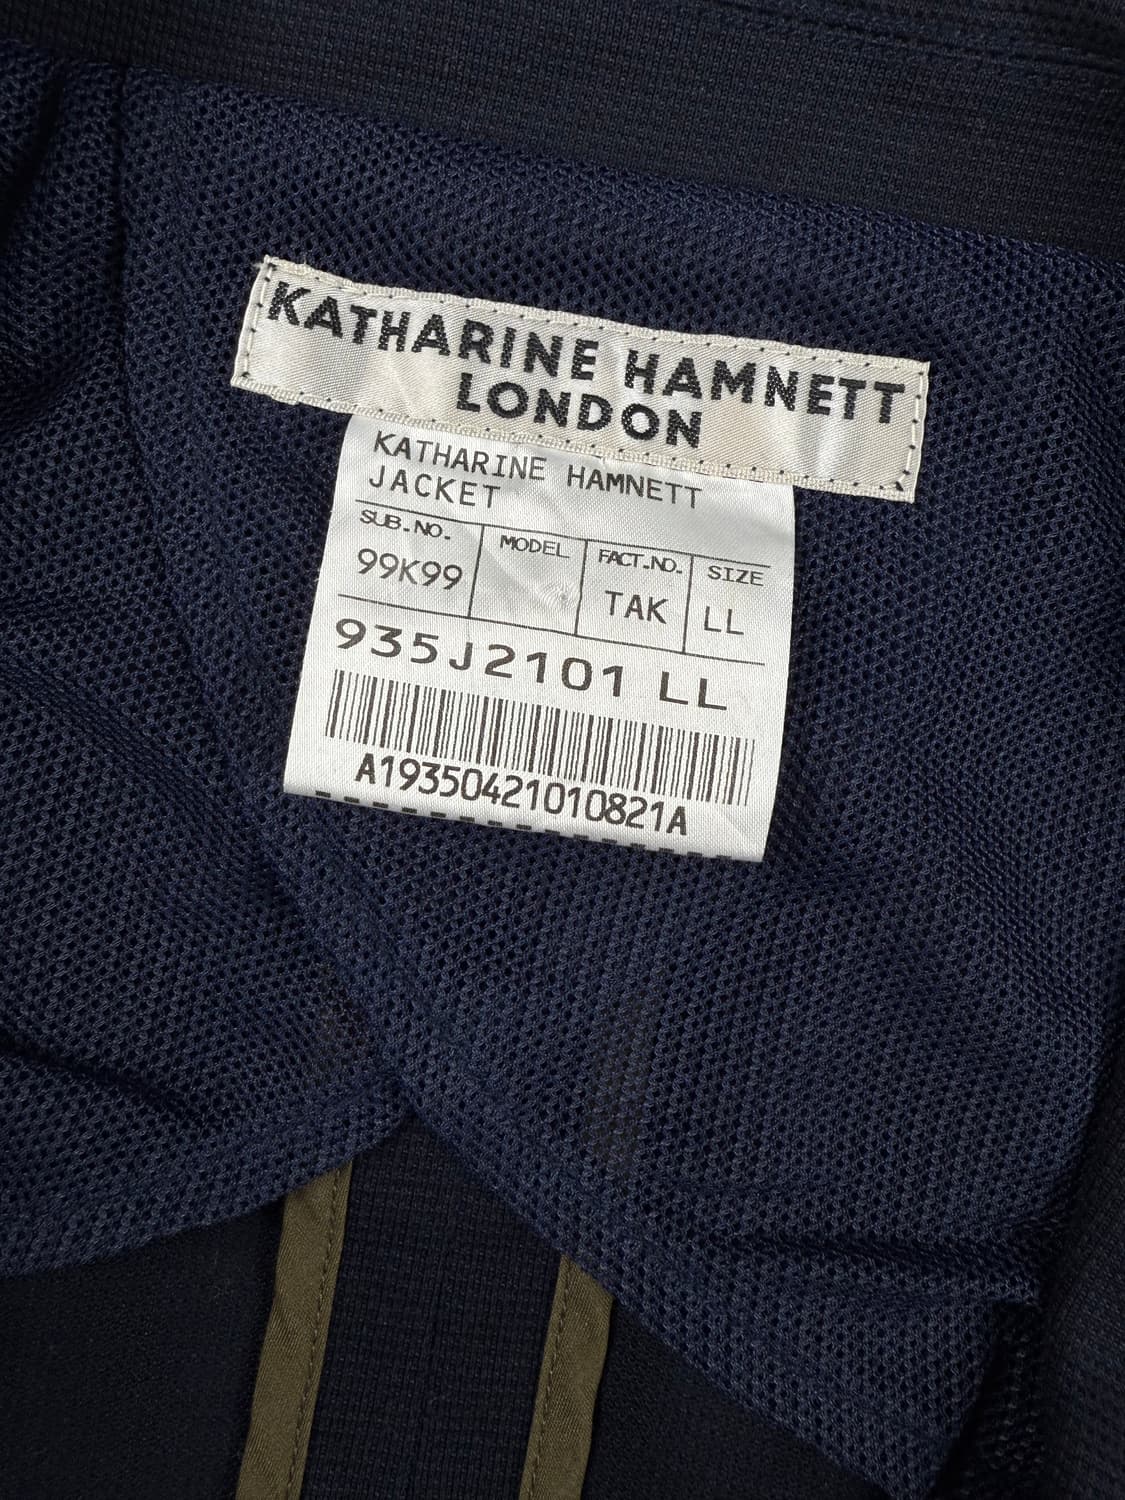 KATHARINE HAMNETT
LONDON
KATHARINE HAMNETT
JACKET
SUB.NO. MODEL FACT.NO. SIZE
99K99 TAK LL
935J2101 LL
A19350421010821A